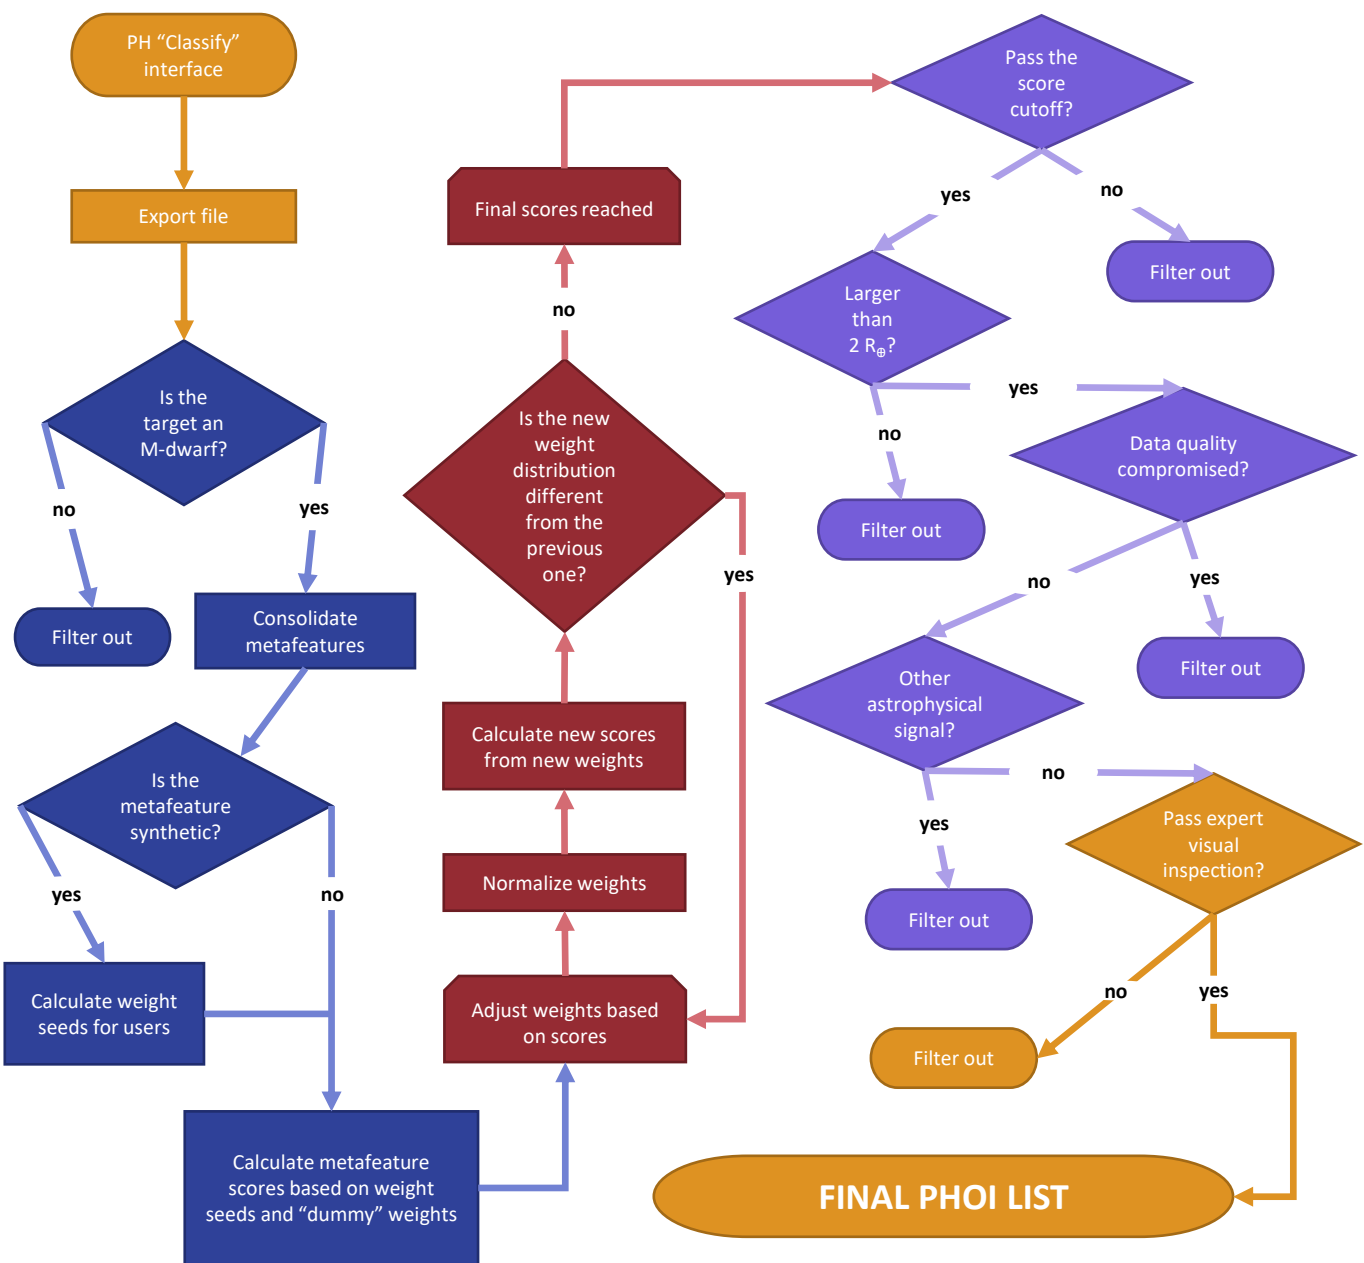 PH “Classify”
interface
Export file
Is the
target an
M-dwarf?
no
yes
Filter out
Consolidate
metafeatures
Is the
metafeature
synthetic?
yes
no
Calculate weight
seeds for users
Calculate metafeature
scores based on weight
seeds and “dummy” weights
Adjust weights based
on scores
Normalize weights
Calculate new scores
from new weights
Is the new
weight
distribution
different
from the
previous
one?
yes
no
Final scores reached
Pass the
score
cutoff?
yes
no
Filter out
Larger
than
2 R⊕?
yes
no
Filter out
Data quality
compromised?
no
yes
Filter out
Other
astrophysical
signal?
no
yes
Filter out
Pass expert
visual
inspection?
no
yes
Filter out
FINAL PHOI LIST